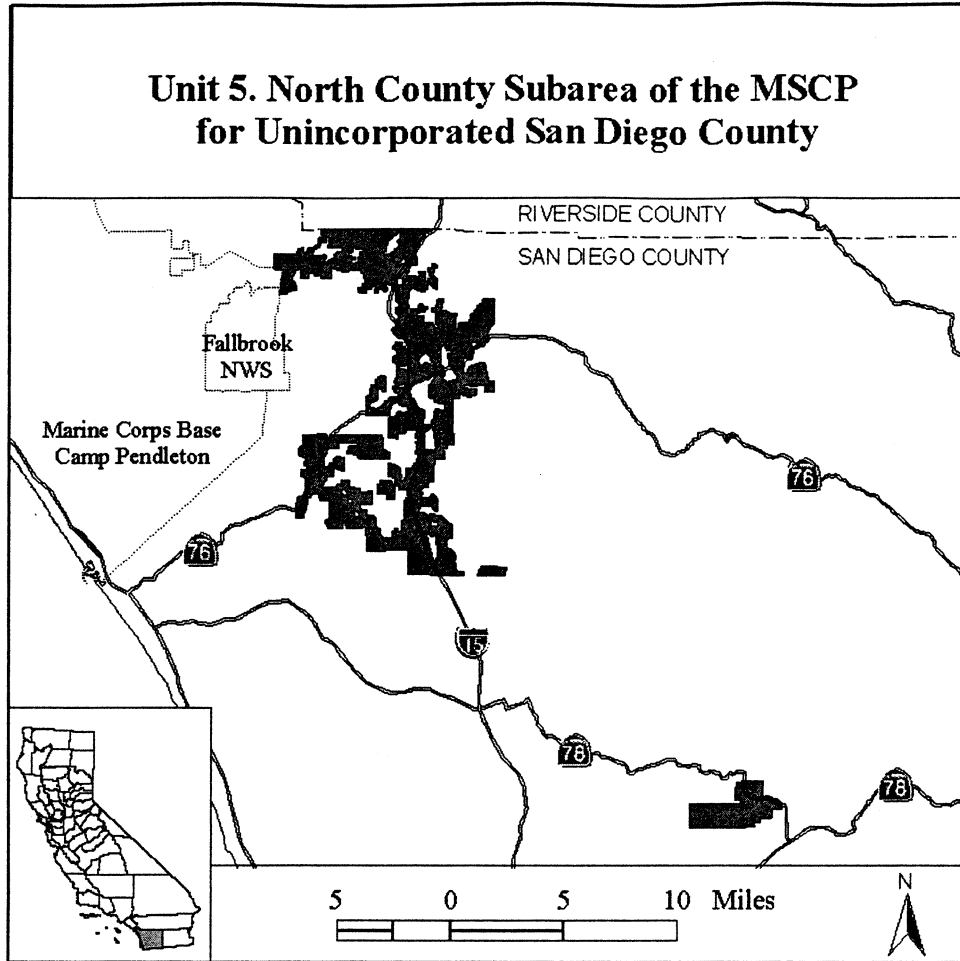 Unit 5. North County Subarea of the MSCP
for Unincorporated San Diego County
RIVERSIDE COUNTY
SAN DIEGO COUNTY
Fallbrook
NWS
Marine Corps Base
Camp Pendleton
76
76
15
78
78
5 0 5 10 Miles
N